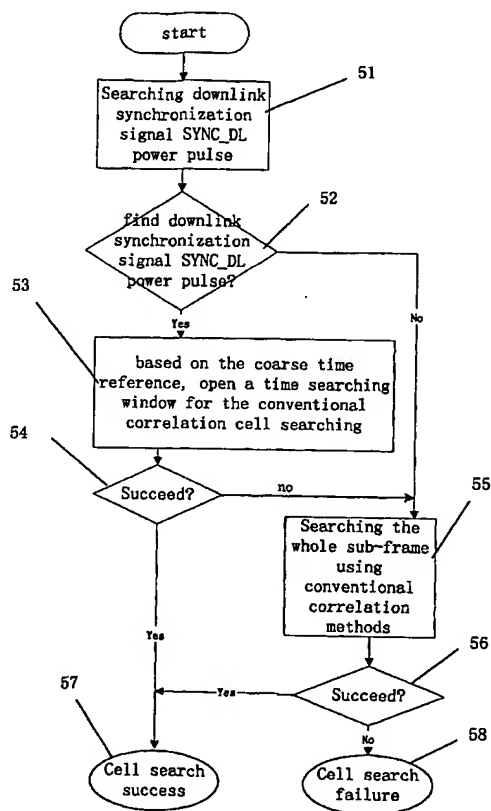 start
51
Searching downlink
synchronization
signal SYNC_DL
power pulse
52
find downlink
synchronization
signal SYNC_DL
power pulse?
53
Yes
No
based on the coarse time
reference, open a time searching
window for the conventional
correlation cell searching
54
Succeed?
no
55
Searching the
whole sub-frame
using
conventional
correlation
methods
Yes
56
Yes
Succeed?
57
No
58
Cell search
success
Cell search
failure